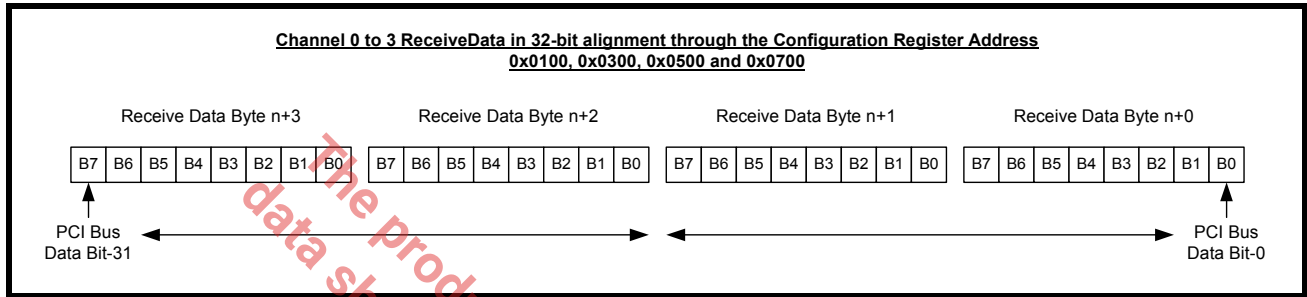 Channel 0 to 3 ReceiveData in 32-bit alignment through the Configuration Register Address
0x0100, 0x0300, 0x0500 and 0x0700
Receive Data Byte n+3 Receive Data Byte n+2 Receive Data Byte n+1 Receive Data Byte n+0
B7 B6 B5 B4 B3 B2 B1 B0 B7 B6 B5 B4 B3 B2 B1 B0 B7 B6 B5 B4 B3 B2 B1 B0 B7 B6 B5 B4 B3 B2 B1 B0
PCI Bus PCI Bus
Data Bit-31 Data Bit-0
The
data